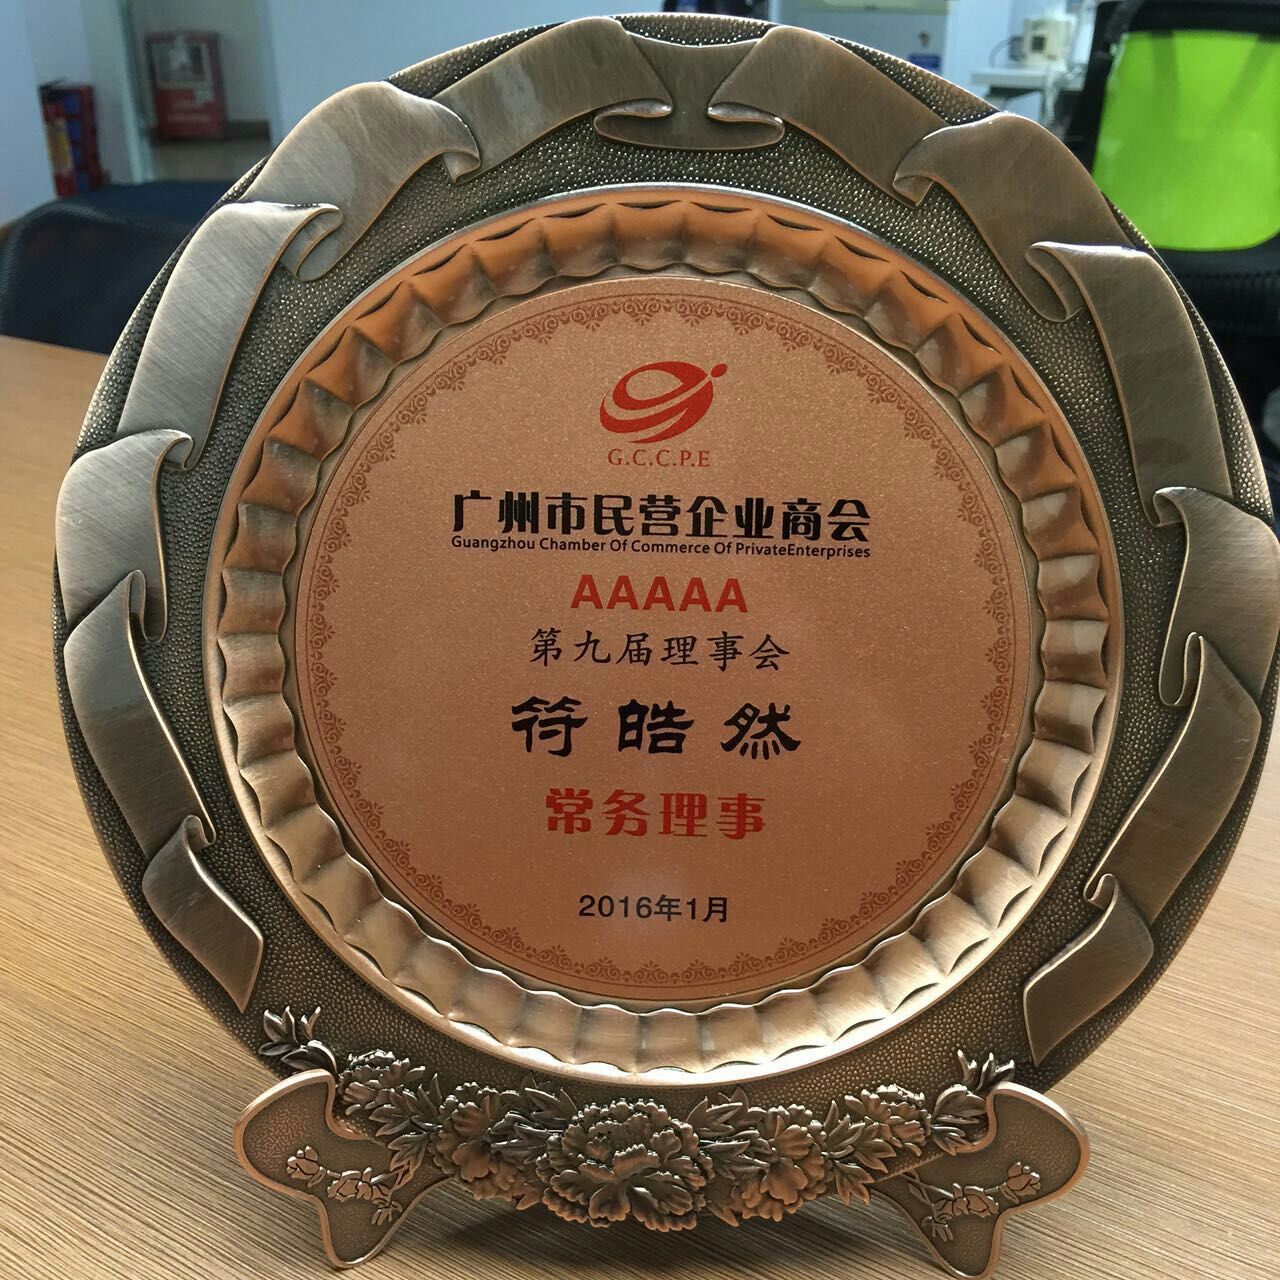 G.C.C.P.E
广州市民营企业商会
Guangzhou Chamber Of Commerce Of PrivateEnterprises
AAAAA
第九届理事会
符皓然
常务理事
2016年1月